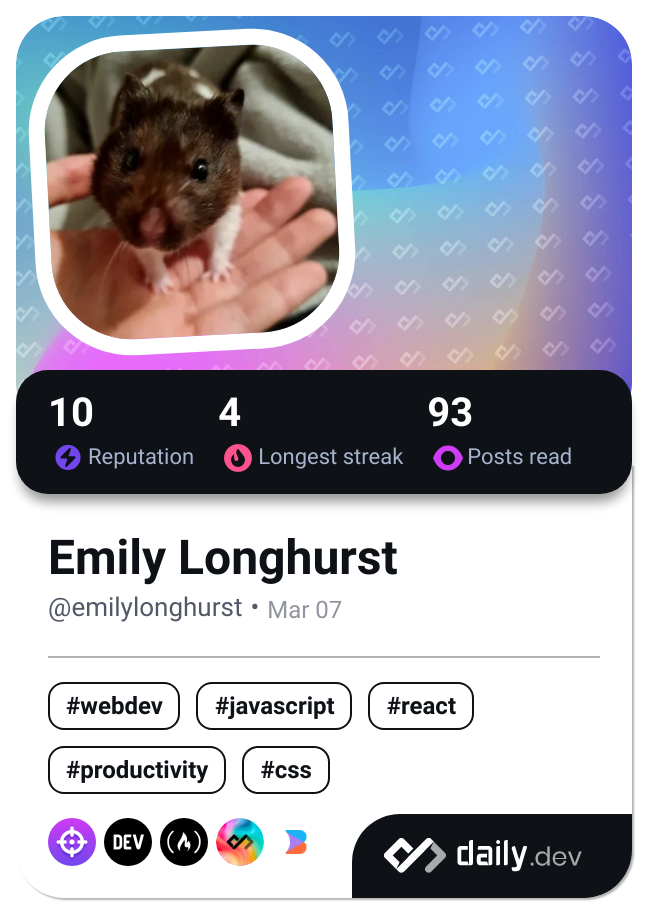 10 4 93
Reputation Longest streak Posts read
Emily Longhurst
@emilylonghurst • Mar 07
#webdev #javascript #react
#productivity #css
DEV
daily.dev